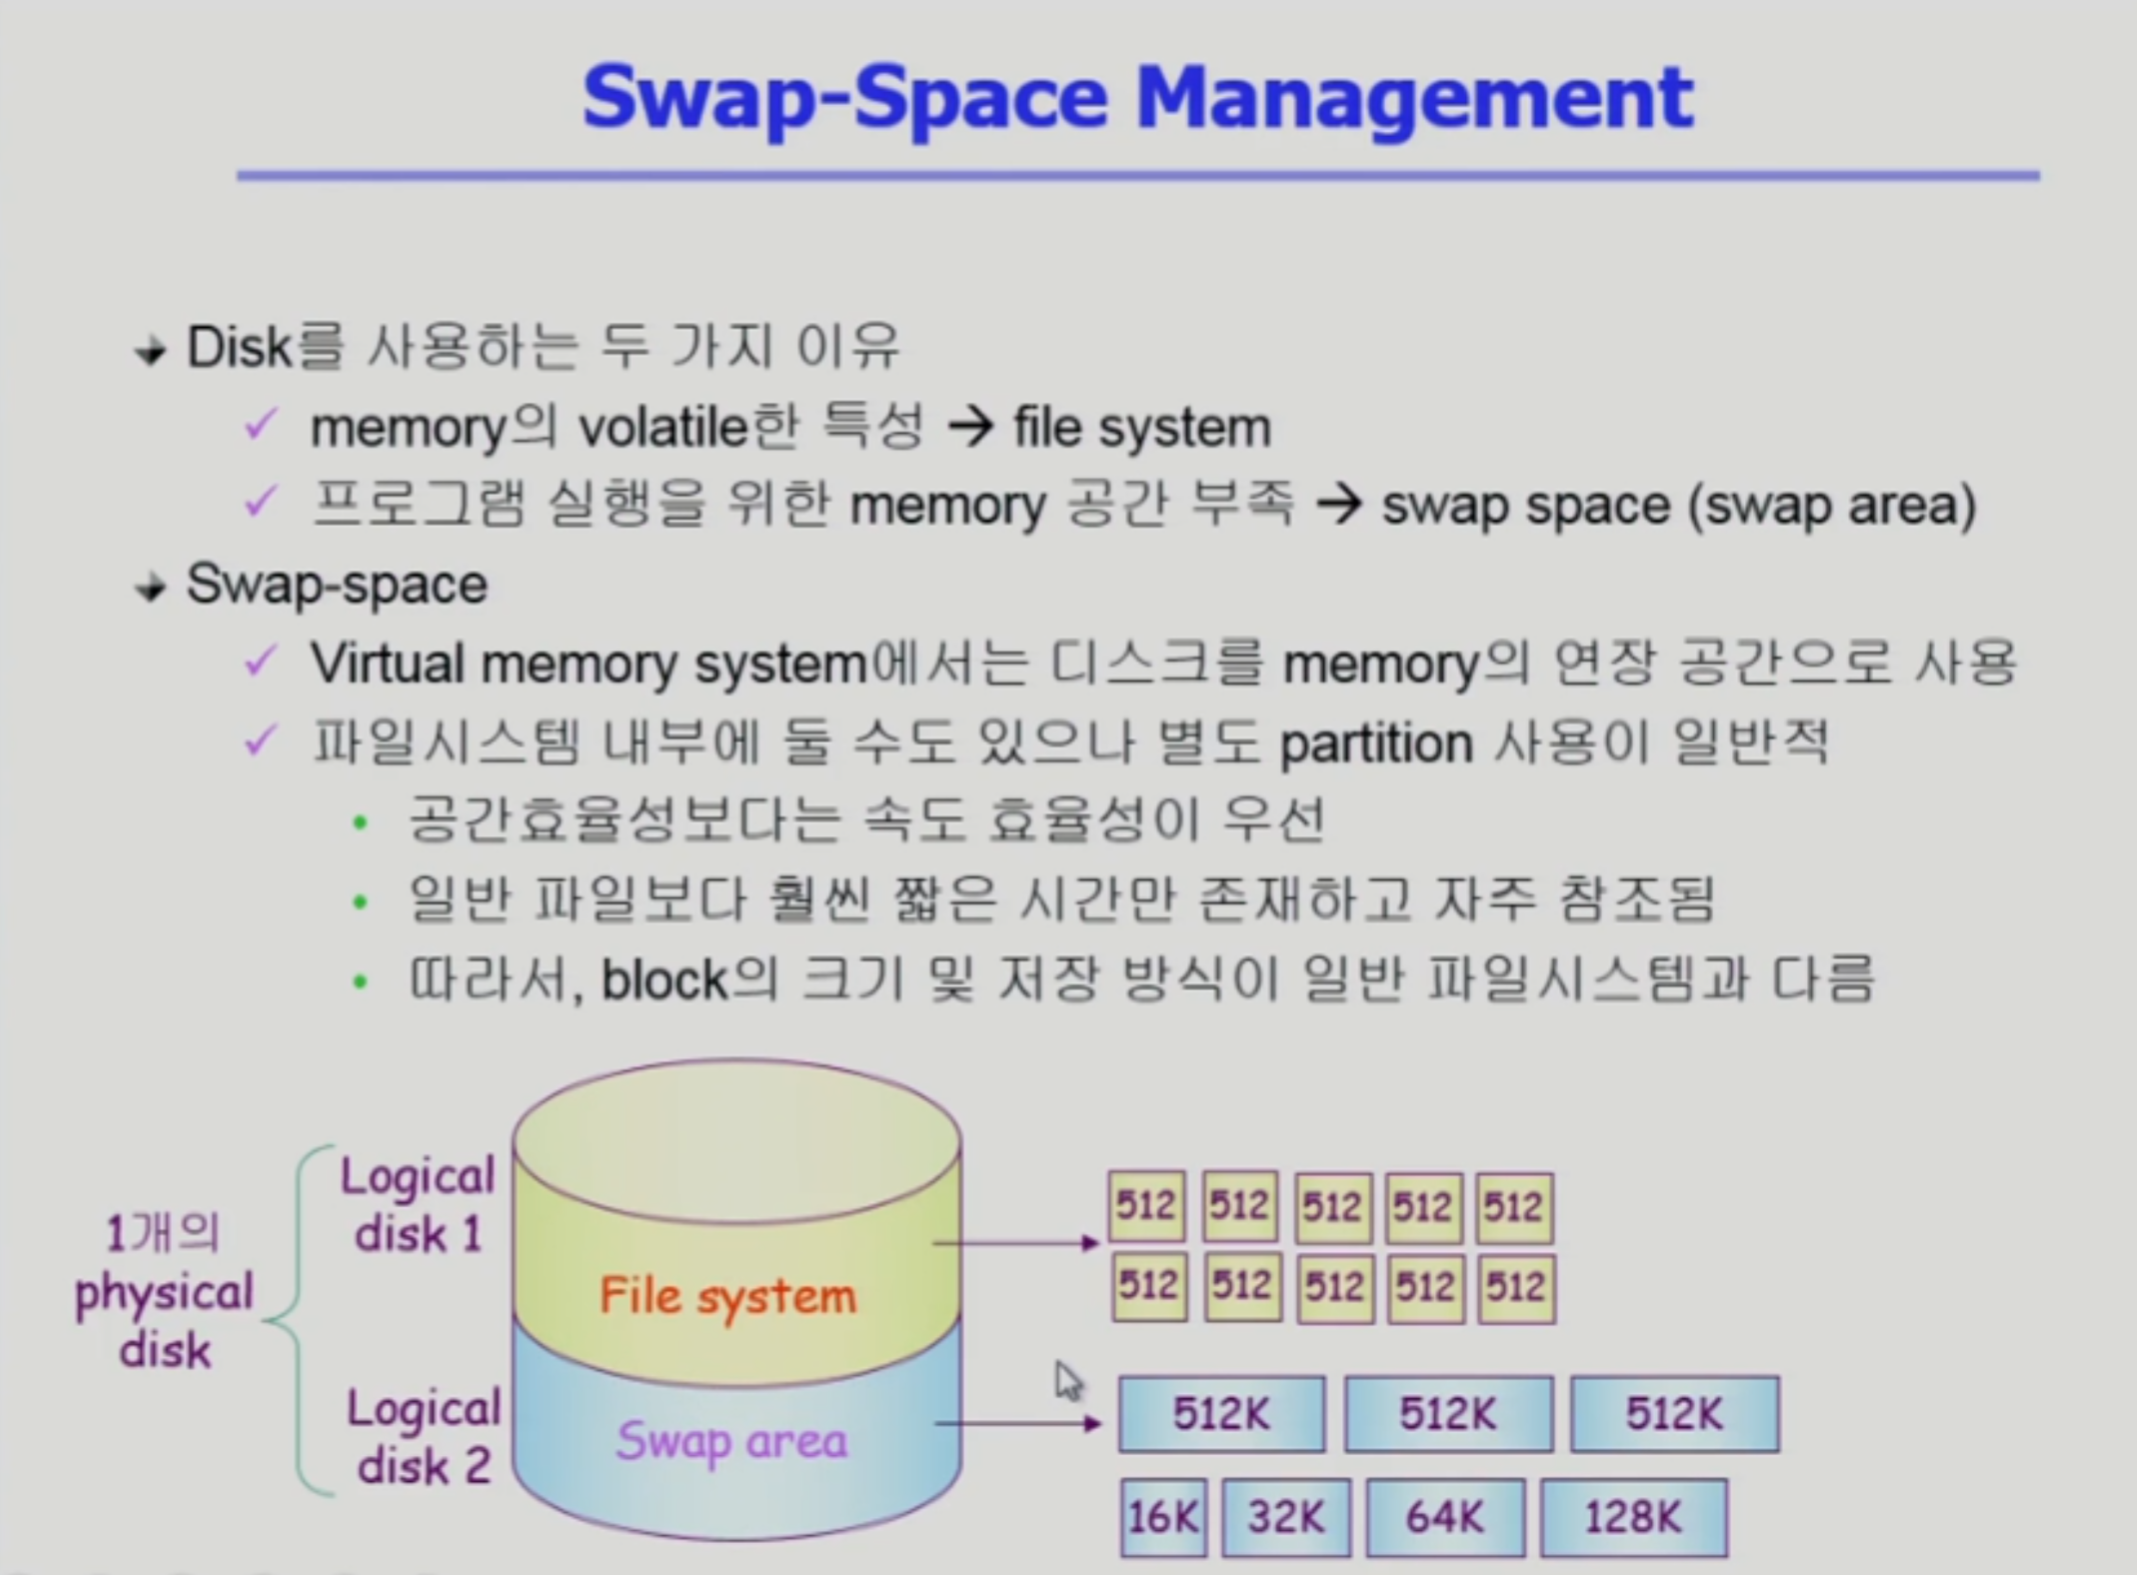 Swap-Space Management
Disk를 사용하는 두 가지 이유
memory의 volatile한 특성 → file system
프로그램 실행을 위한 memory 공간 부족 → swap space (swap area)
Swap-space
Virtual memory system에서는 디스크를 memory의 연장 공간으로 사용
파일시스템 내부에 둘 수도 있으나 별도 partition 사용이 일반적
공간효율성보다는 속도 효율성이 우선
일반 파일보다 훨씬 짧은 시간만 존재하고 자주 참조됨
따라서, block의 크기 및 저장 방식이 일반 파일시스템과 다름
1개의
physical
disk
Logical
disk 1
Logical
disk 2
File system
Swap area
512 512 512 512 512
512 512 512 512 512
512K 512K 512K
16K 32K 64K 128K